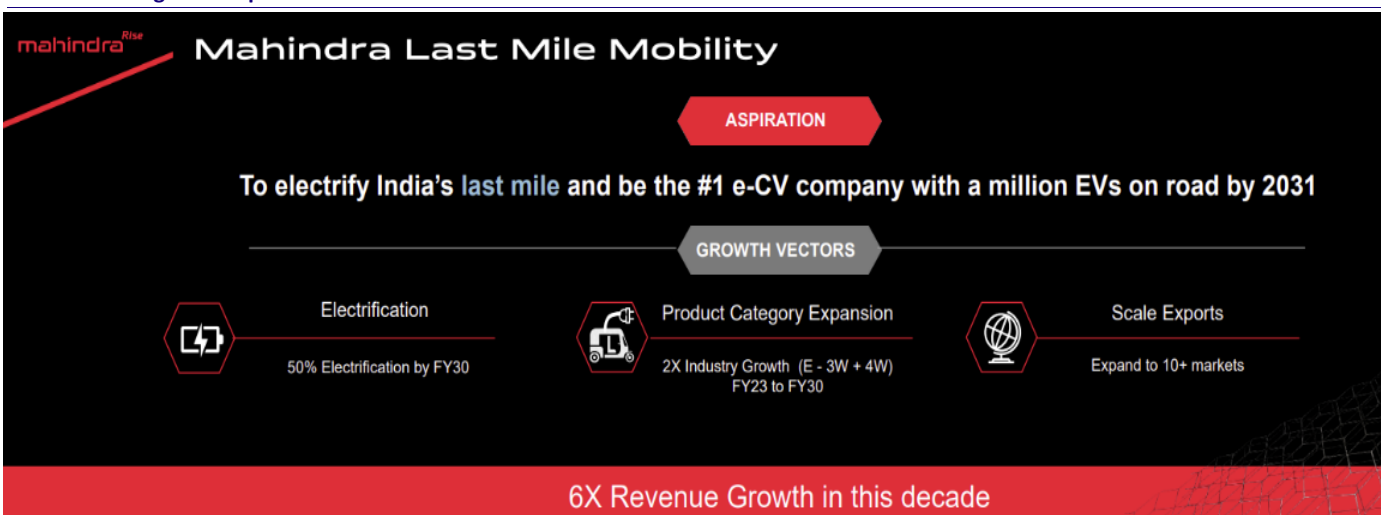 mahindra Rise
Mahindra Last Mile Mobility
ASPIRATION
To electrify India's last mile and be the #1 e-CV company with a million EVs on road by 2031
GROWTH VECTORS
Electrification
50% Electrification by FY30
Product Category Expansion
2X Industry Growth (E - 3W + 4W)
FY23 to FY30
Scale Exports
Expand to 10+ markets
6X Revenue Growth in this decade